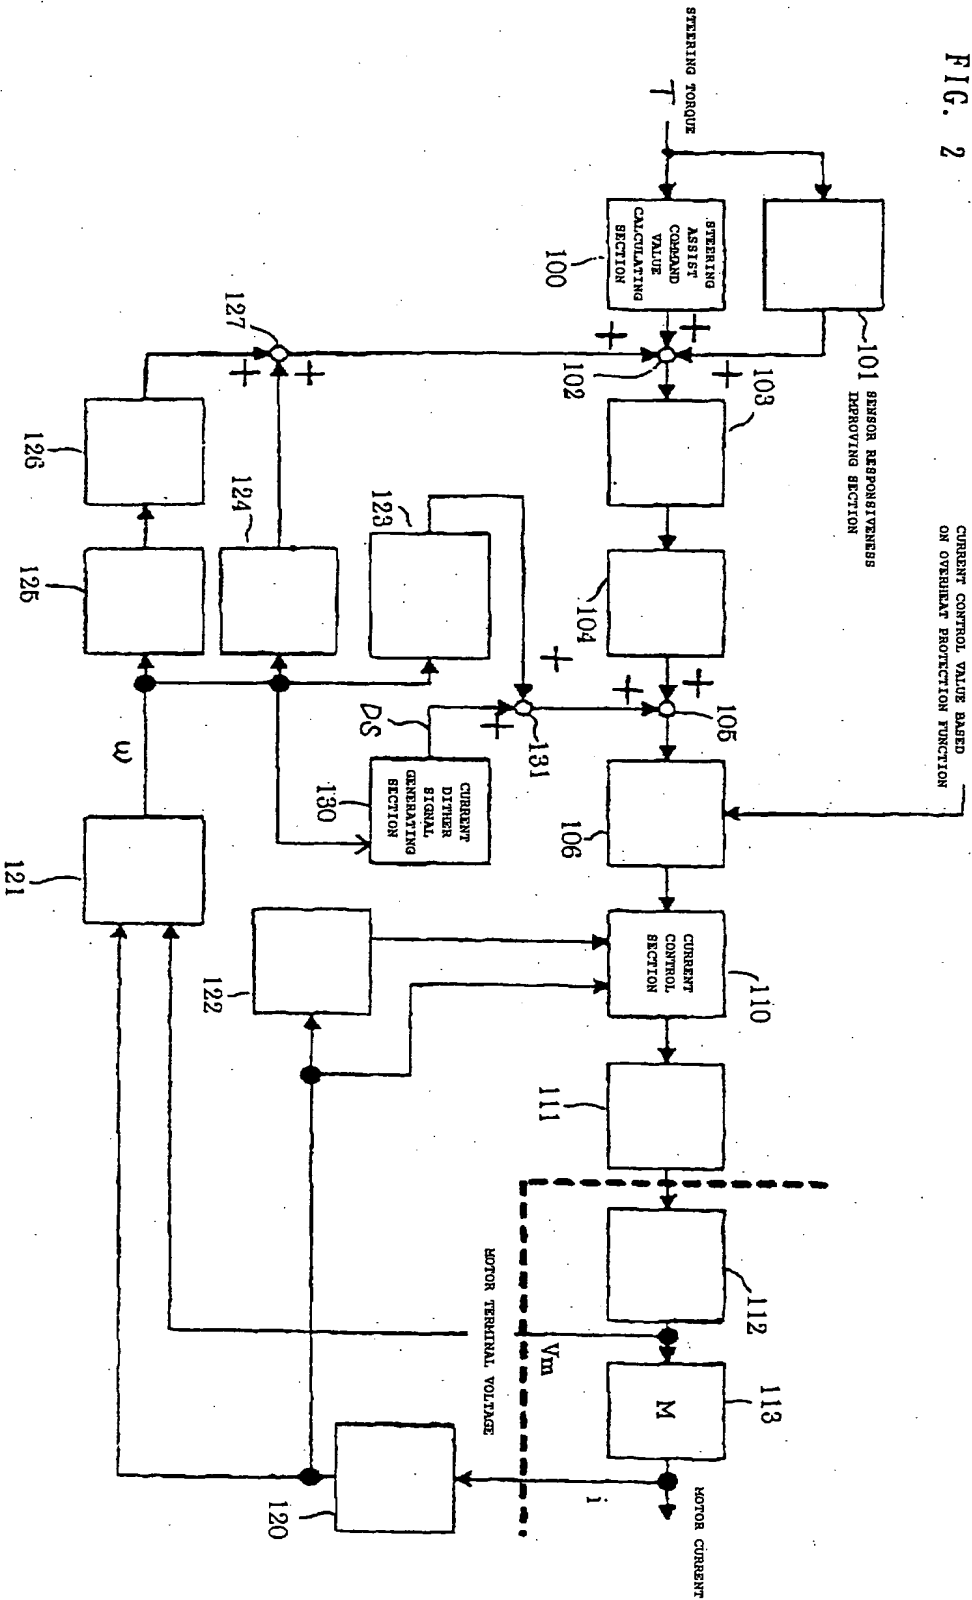 FIG. 2
STEERING TORQUE
T
101
SENSOR RESPONSIVENESS
IMPROVING SECTION
CURRENT CONTROL VALUE BASED
ON OVERHEAT PROTECTION FUNCTION
STEERING
ASSIST
COMMAND
VALUE
CALCULATING
SECTION
100
+
+
+
102
103
104
+
+
105
106
CURRENT
CONTROL
SECTION
110
111
112
M
113
MOTOR CURRENT
i
Vm
MOTOR TERMINAL VOLTAGE
127
+
+
123
124
+
+
131
DS
CURRENT
DITHER
SIGNAL
GENERATING
SECTION
130
122
120
126
125
ω
121